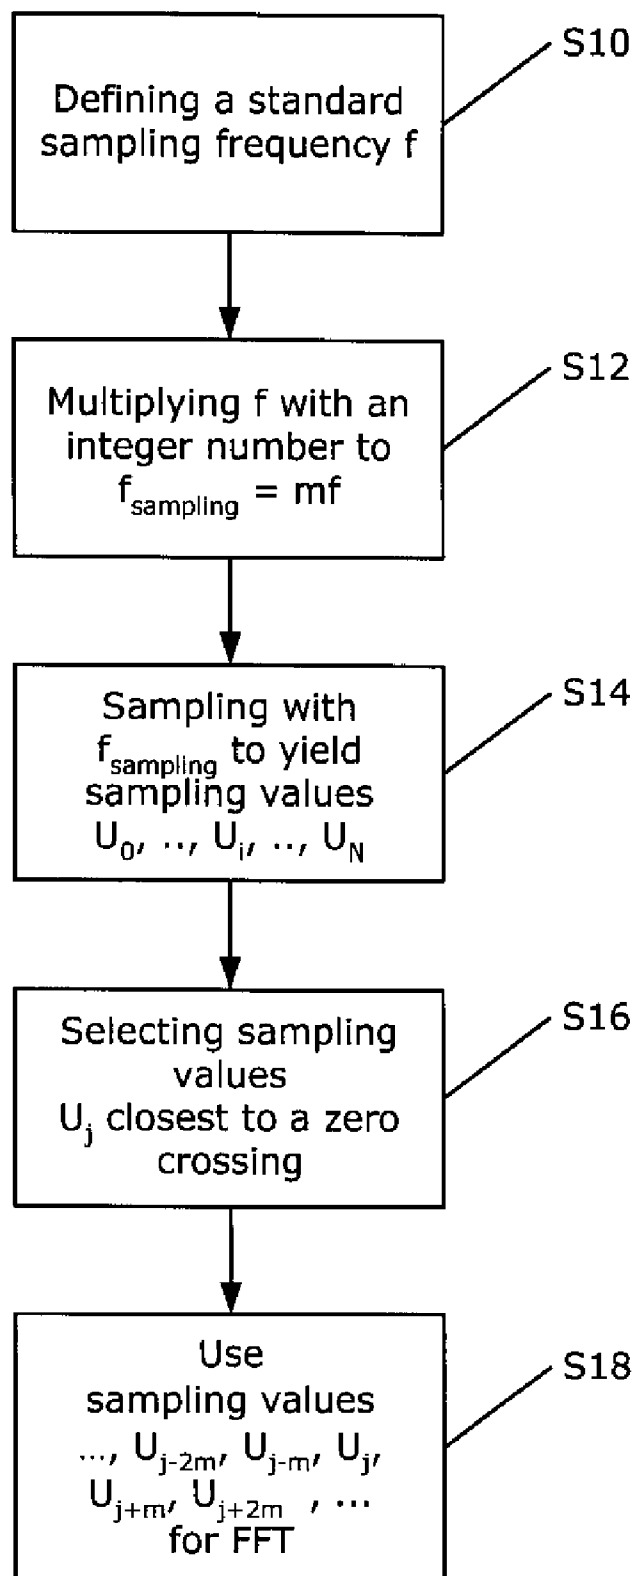 Defining a standard
sampling frequency f
S10
Multiplying f with an
integer number to
f_sampling = mf
S12
Sampling with
f_sampling to yield
sampling values
U_0, .., U_i, .., U_N
S14
Selecting sampling
values
U_j closest to a zero
crossing
S16
Use
sampling values
..., U_j-2m, U_j-m, U_j,
U_j+m, U_j+2m , ...
for FFT
S18